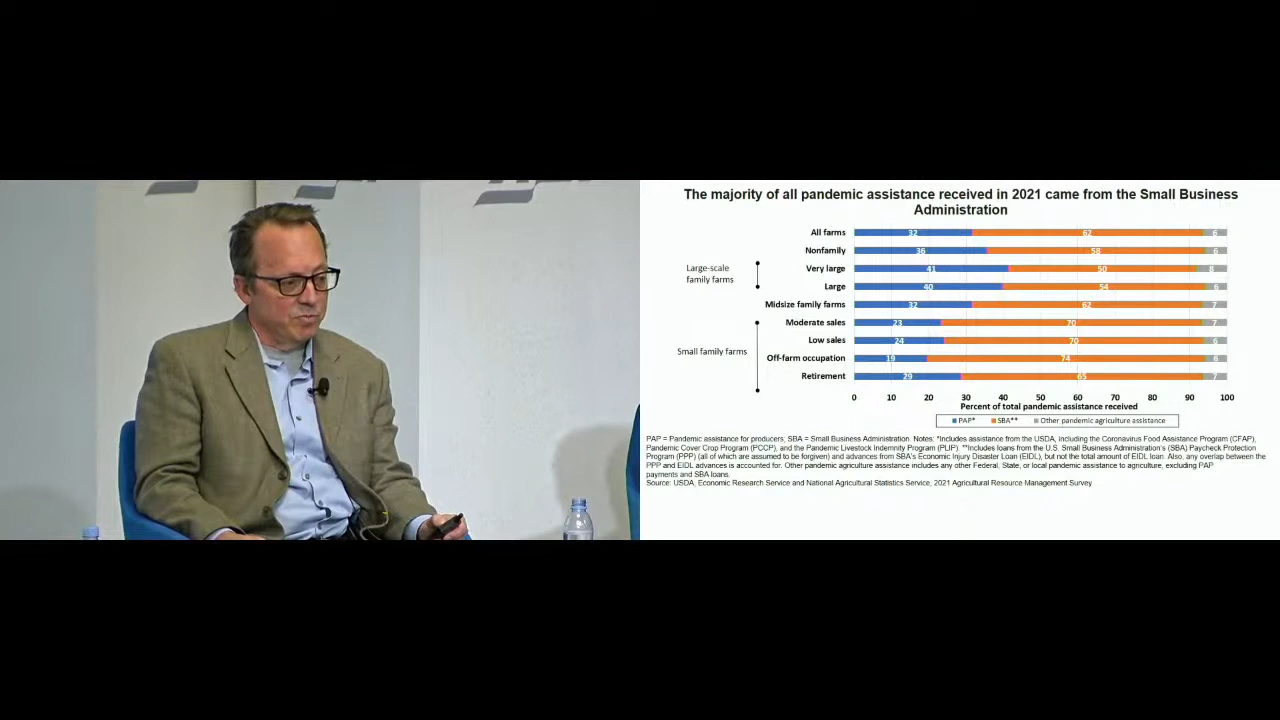 The majority of all pandemic assistance received in 2021 came from the Small Business
Administration
All farms 32 62 6
Nonfamily 36 58 6
Large-scale
family farms
Very large 41 50 8
Large 40 54 6
Midsize family farms 32 62 7
Small family farms
Moderate sales 23 70 7
Low sales 24 70 6
Off-farm occupation 19 74 6
Retirement 29 65 7
0 10 20 30 40 50 60 70 80 90 100
Percent of total pandemic assistance received
PAP* SBA** Other pandemic agriculture assistance
PAP = Pandemic assistance for producers; SBA = Small Business Administration. Notes: *Includes assistance from the USDA, including the Coronavirus Food Assistance Program (CFAP),
Pandemic Cover Crop Program (PCCP), and the Pandemic Livestock Indemnity Program (PLIP). **Includes loans from the U.S. Small Business Administration's (SBA) Paycheck Protection
Program (PPP) (all of which are assumed to be forgiven) and advances from SBA's Economic Injury Disaster Loan (EIDL), but not the total amount of EIDL loan. Also, any overlap between the
PPP and EIDL advances is accounted for. Other pandemic agriculture assistance includes any other Federal, State, or local pandemic assistance to agriculture, excluding PAP
payments and SBA loans.
Source: USDA, Economic Research Service and National Agricultural Statistics Service, 2021 Agricultural Resource Management Survey